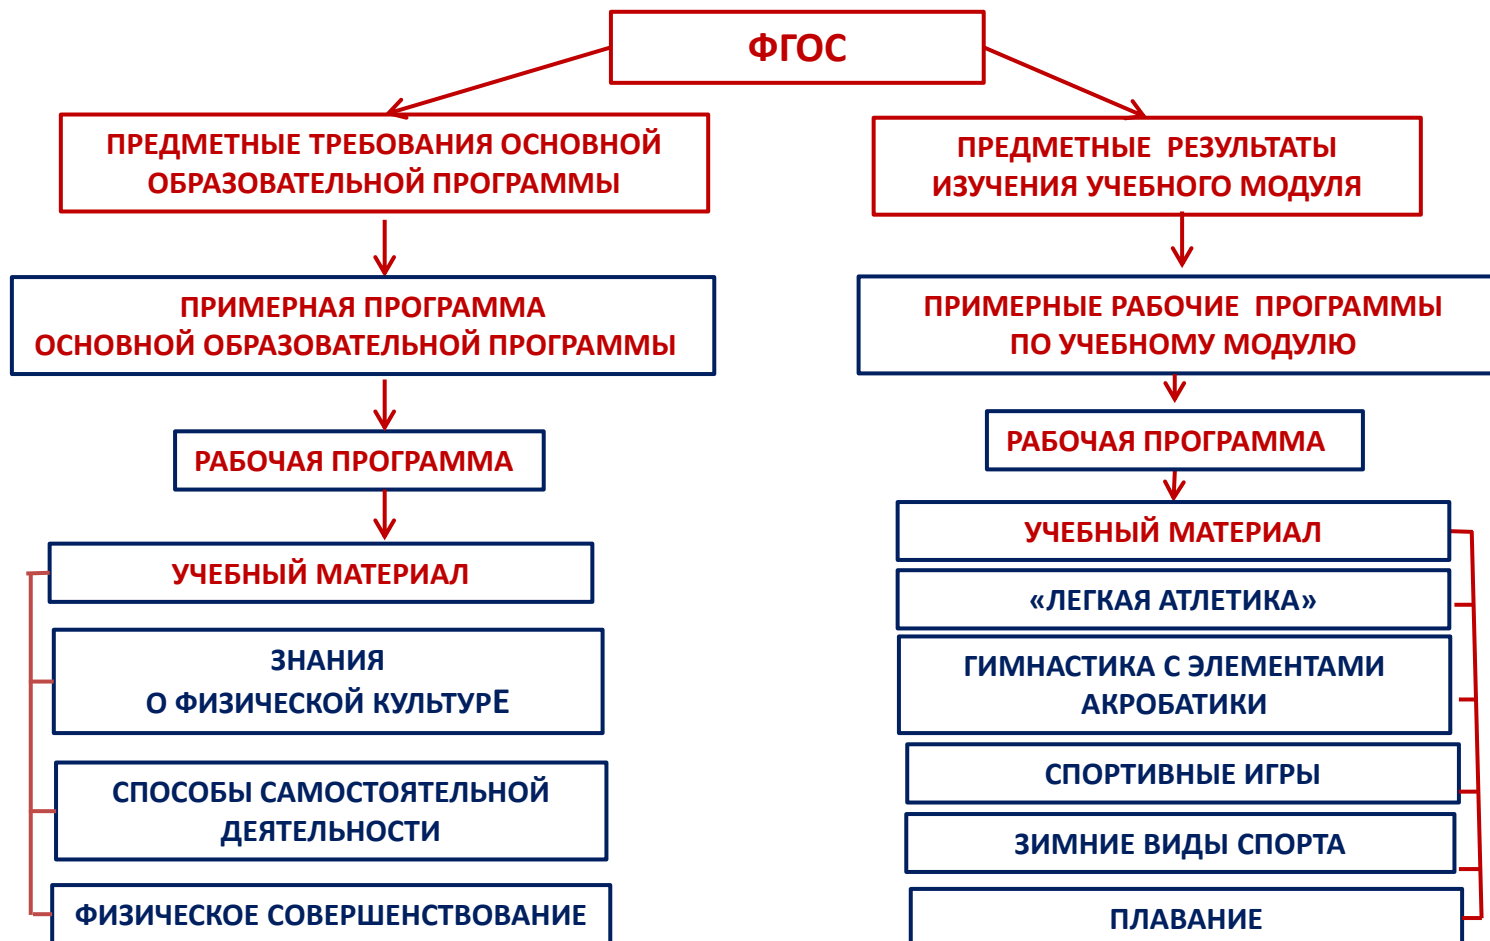 ФГОС
ПРЕДМЕТНЫЕ ТРЕБОВАНИЯ ОСНОВНОЙ
ОБРАЗОВАТЕЛЬНОЙ ПРОГРАММЫ
ПРИМЕРНАЯ ПРОГРАММА
ОСНОВНОЙ ОБРАЗОВАТЕЛЬНОЙ ПРОГРАММЫ
РАБОЧАЯ ПРОГРАММА
УЧЕБНЫЙ МАТЕРИАЛ
ЗНАНИЯ
О ФИЗИЧЕСКОЙ КУЛЬТУРЕ
СПОСОБЫ САМОСТОЯТЕЛЬНОЙ
ДЕЯТЕЛЬНОСТИ
ФИЗИЧЕСКОЕ СОВЕРШЕНСТВОВАНИЕ
ПРЕДМЕТНЫЕ РЕЗУЛЬТАТЫ
ИЗУЧЕНИЯ УЧЕБНОГО МОДУЛЯ
ПРИМЕРНЫЕ РАБОЧИЕ ПРОГРАММЫ
ПО УЧЕБНОМУ МОДУЛЮ
РАБОЧАЯ ПРОГРАММА
УЧЕБНЫЙ МАТЕРИАЛ
«ЛЕГКАЯ АТЛЕТИКА»
ГИМНАСТИКА С ЭЛЕМЕНТАМИ
АКРОБАТИКИ
СПОРТИВНЫЕ ИГРЫ
ЗИМНИЕ ВИДЫ СПОРТА
ПЛАВАНИЕ